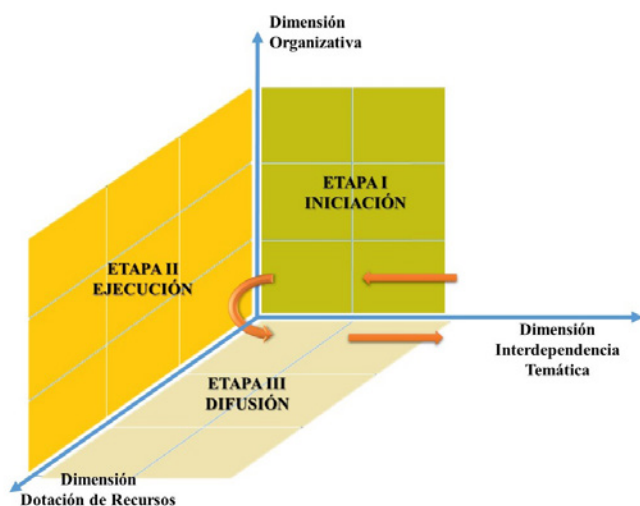 Dimensión
Organizativa
ETAPA I
INICIACIÓN
ETAPA II
EJECUCIÓN
Dimensión
Interdependencia
Temática
ETAPA III
DIFUSIÓN
Dimensión
Dotación de Recursos